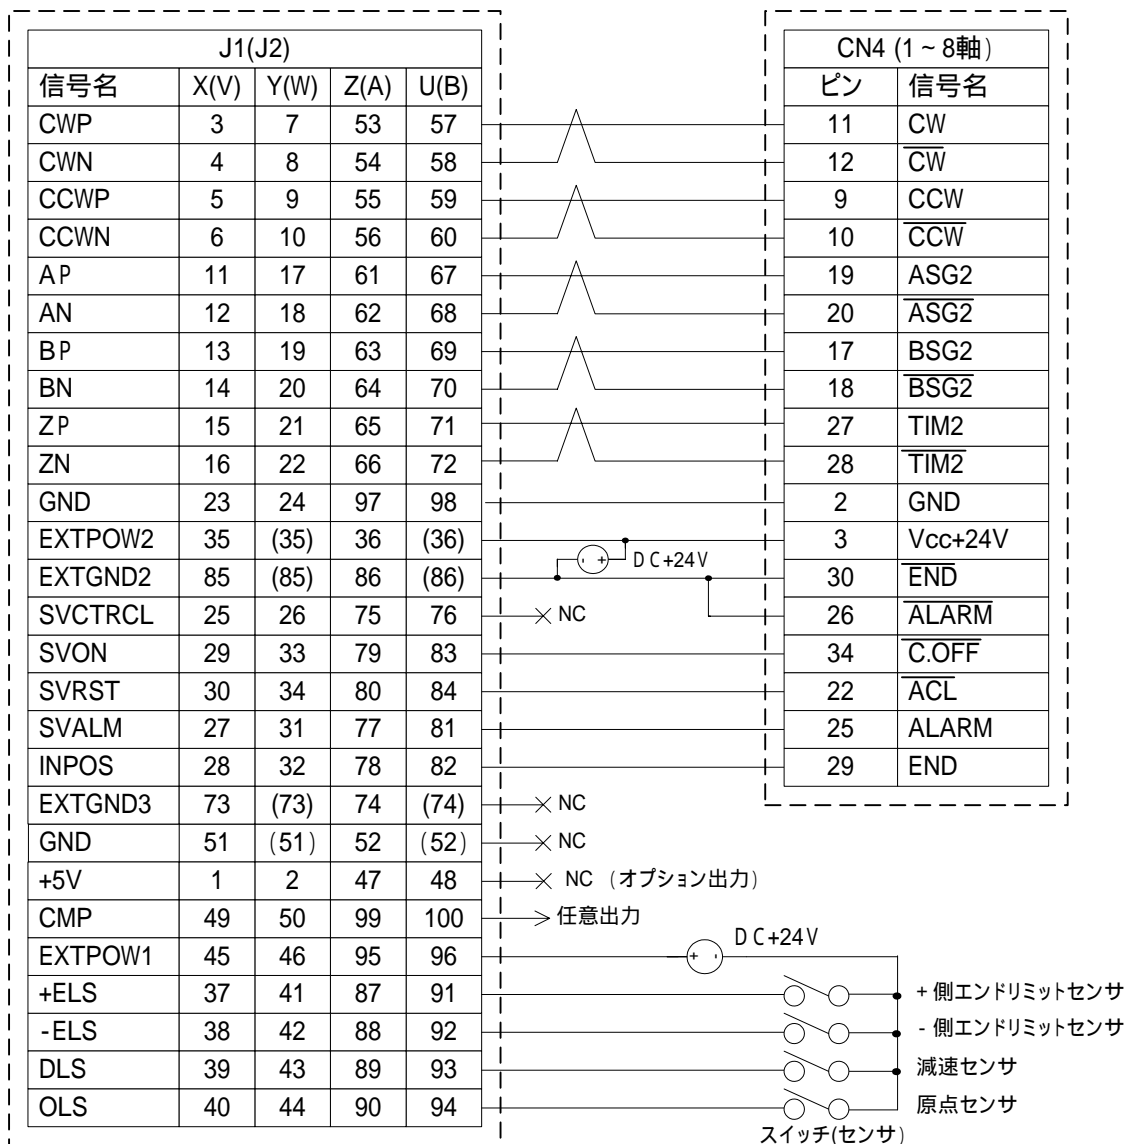 J1(J2)
信号名 X(V) Y(W) Z(A) U(B)
CWP 3 7 53 57
CWN 4 8 54 58
CCWP 5 9 55 59
CCWN 6 10 56 60
AP 11 17 61 67
AN 12 18 62 68
BP 13 19 63 69
BN 14 20 64 70
ZP 15 21 65 71
ZN 16 22 66 72
GND 23 24 97 98
EXTPOW2 35 (35) 36 (36)
EXTGND2 85 (85) 86 (86)
SVCTRCL 25 26 75 76
SVON 29 33 79 83
SVRST 30 34 80 84
SVALM 27 31 77 81
INPOS 28 32 78 82
EXTGND3 73 (73) 74 (74)
GND 51 (51) 52 (52)
+5V 1 2 47 48
CMP 49 50 99 100
EXTPOW1 45 46 95 96
+ELS 37 41 87 91
-ELS 38 42 88 92
DLS 39 43 89 93
OLS 40 44 90 94
DC+24V
NC
NC
NC
NC (オプション出力)
任意出力
DC+24V
CN4 (1~8軸)
ピン 信号名
11 CW
12 C̅W̅
9 CCW
10 C̅C̅W̅
19 ASG2
20 A̅S̅G̅2̅
17 BSG2
18 B̅S̅G̅2̅
27 TIM2
28 T̅I̅M̅2̅
2 GND
3 Vcc+24V
30 E̅N̅D̅
26 A̅L̅A̅R̅M̅
34 C̅.̅O̅F̅F̅
22 A̅C̅L̅
25 ALARM
29 END
+側エンドリミットセンサ
-側エンドリミットセンサ
減速センサ
原点センサ
スイッチ(センサ)